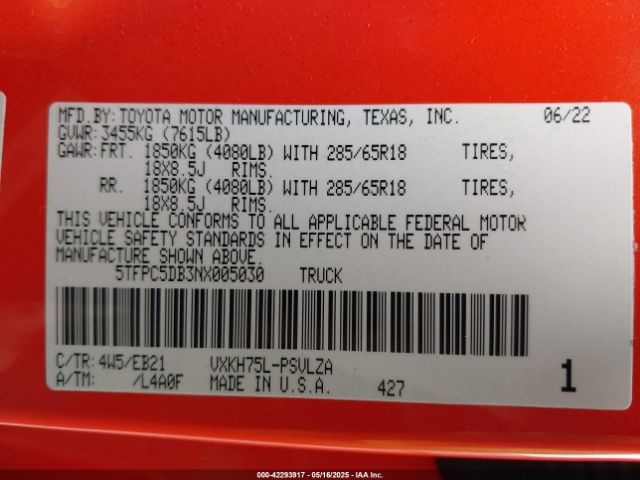 MFD.BY: TOYOTA MOTOR MANUFACTURING, TEXAS, INC. 06/22
GVWR: 3455KG (7615LB)
GAWR: FRT. 1850KG (4080LB) WITH 285/65R18 TIRES,
18X8.5J RIMS.
RR. 1850KG (4080LB) WITH 285/65R18 TIRES,
18X8.5J RIMS.
THIS VEHICLE CONFORMS TO ALL APPLICABLE FEDERAL MOTOR
VEHICLE SAFETY STANDARDS IN EFFECT ON THE DATE OF
MANUFACTURE SHOWN ABOVE.
5TFPC5DB3NX005030 TRUCK
C/TR: 4W5/EB21 VXKH75L-PSVLZA
A/TM: /L4A0F MADE IN U.S.A. 427 1
000-42293917 - 05/16/2025 - IAA Inc.